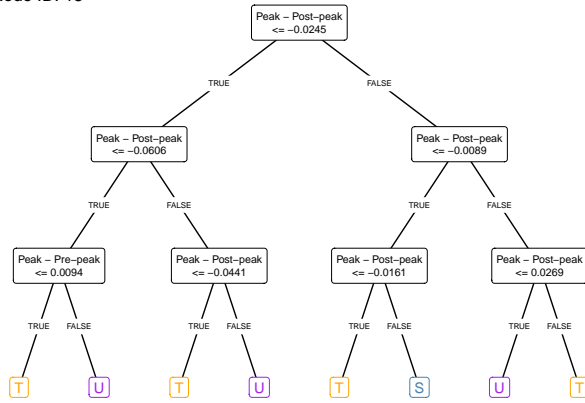 Peak − Post−peak
<= −0.0245
TRUE
FALSE
Peak − Post−peak
<= −0.0606
Peak − Post−peak
<= −0.0089
TRUE
FALSE
TRUE
FALSE
Peak − Pre−peak
<= 0.0094
Peak − Post−peak
<= −0.0441
Peak − Post−peak
<= −0.0161
Peak − Post−peak
<= 0.0269
TRUE
FALSE
TRUE
FALSE
TRUE
FALSE
TRUE
FALSE
T
U
T
U
T
S
U
T